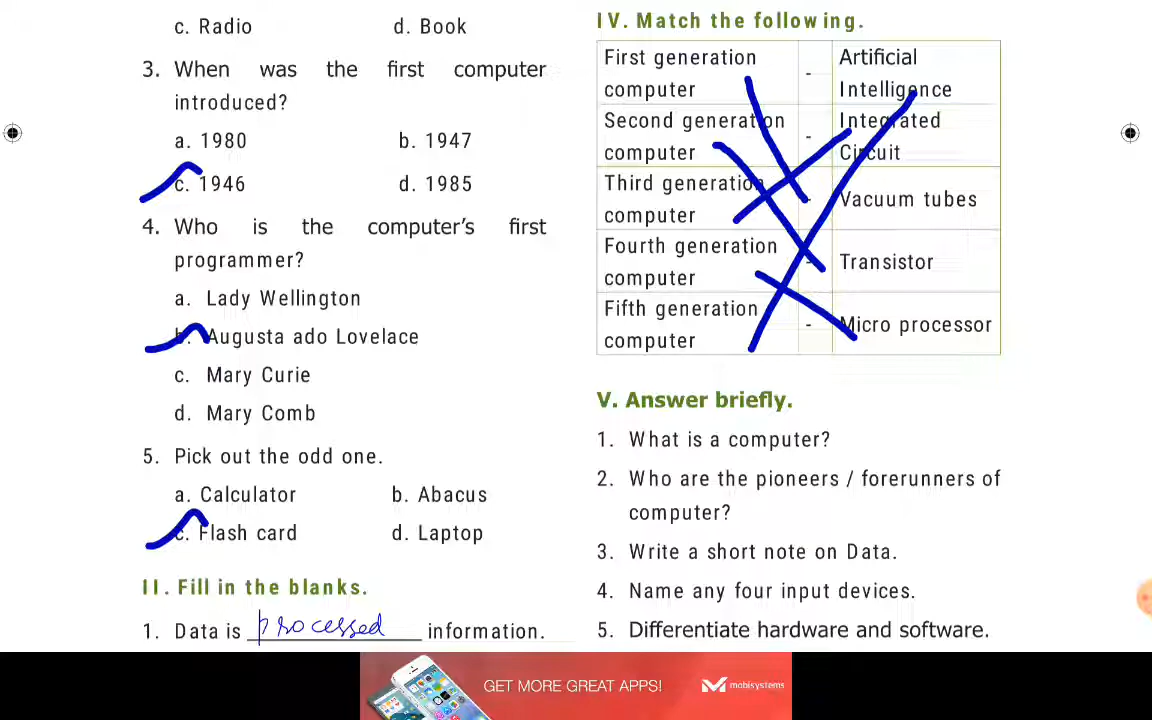 c. Radio
d. Book
3. When was the first computer
introduced?
a. 1980
b. 1947
c. 1946
d. 1985
4. Who is the computer's first
programmer?
a. Lady Wellington
b. Augusta ado Lovelace
c. Mary Curie
d. Mary Comb
5. Pick out the odd one.
a. Calculator
b. Abacus
c. Flash card
d. Laptop
II. Fill in the blanks.
1. Data is processed information.
IV. Match the following.
First generation
computer
-
Artificial
Intelligence
Second generation
computer
-
Integrated
Circuit
Third generation
computer
-
Vacuum tubes
Fourth generation
computer
-
Transistor
Fifth generation
computer
-
Micro processor
V. Answer briefly.
1. What is a computer?
2. Who are the pioneers / forerunners of
computer?
3. Write a short note on Data.
4. Name any four input devices.
5. Differentiate hardware and software.
GET MORE GREAT APPS!
mobisystems